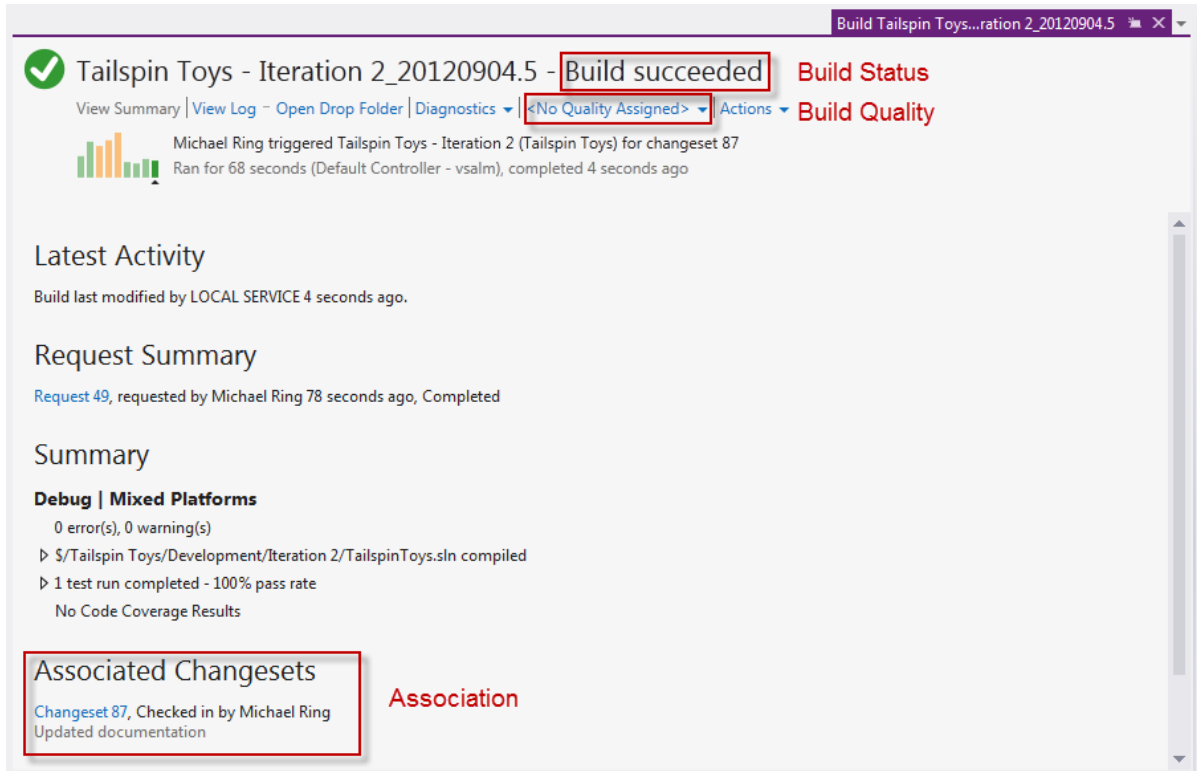 Build Tailspin Toys...ration 2_20120904.5
Tailspin Toys - Iteration 2_20120904.5 - Build succeeded
Build Status
View Summary | View Log - Open Drop Folder | Diagnostics | <No Quality Assigned> | Actions
Build Quality
Michael Ring triggered Tailspin Toys - Iteration 2 (Tailspin Toys) for changeset 87
Ran for 68 seconds (Default Controller - vsalm), completed 4 seconds ago
Latest Activity
Build last modified by LOCAL SERVICE 4 seconds ago.
Request Summary
Request 49, requested by Michael Ring 78 seconds ago, Completed
Summary
Debug | Mixed Platforms
0 error(s), 0 warning(s)
$/Tailspin Toys/Development/Iteration 2/TailspinToys.sln compiled
1 test run completed - 100% pass rate
No Code Coverage Results
Associated Changesets
Association
Changeset 87, Checked in by Michael Ring
Updated documentation